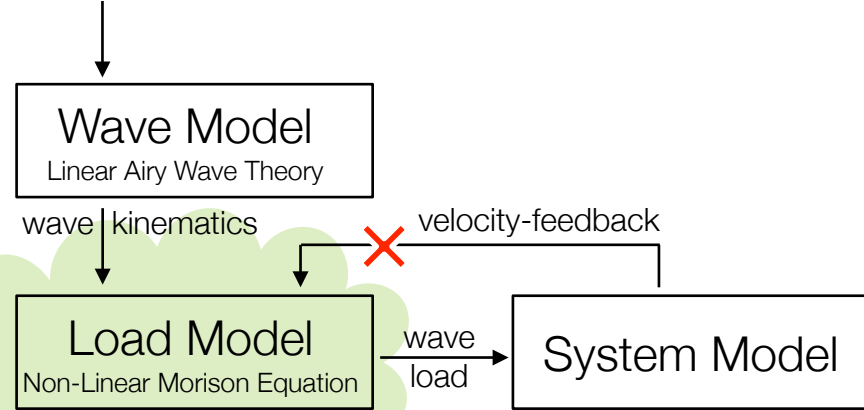 Wave Model
Linear Airy Wave Theory
wave kinematics
velocity-feedback
Load Model
Non-Linear Morison Equation
wave
load
System Model